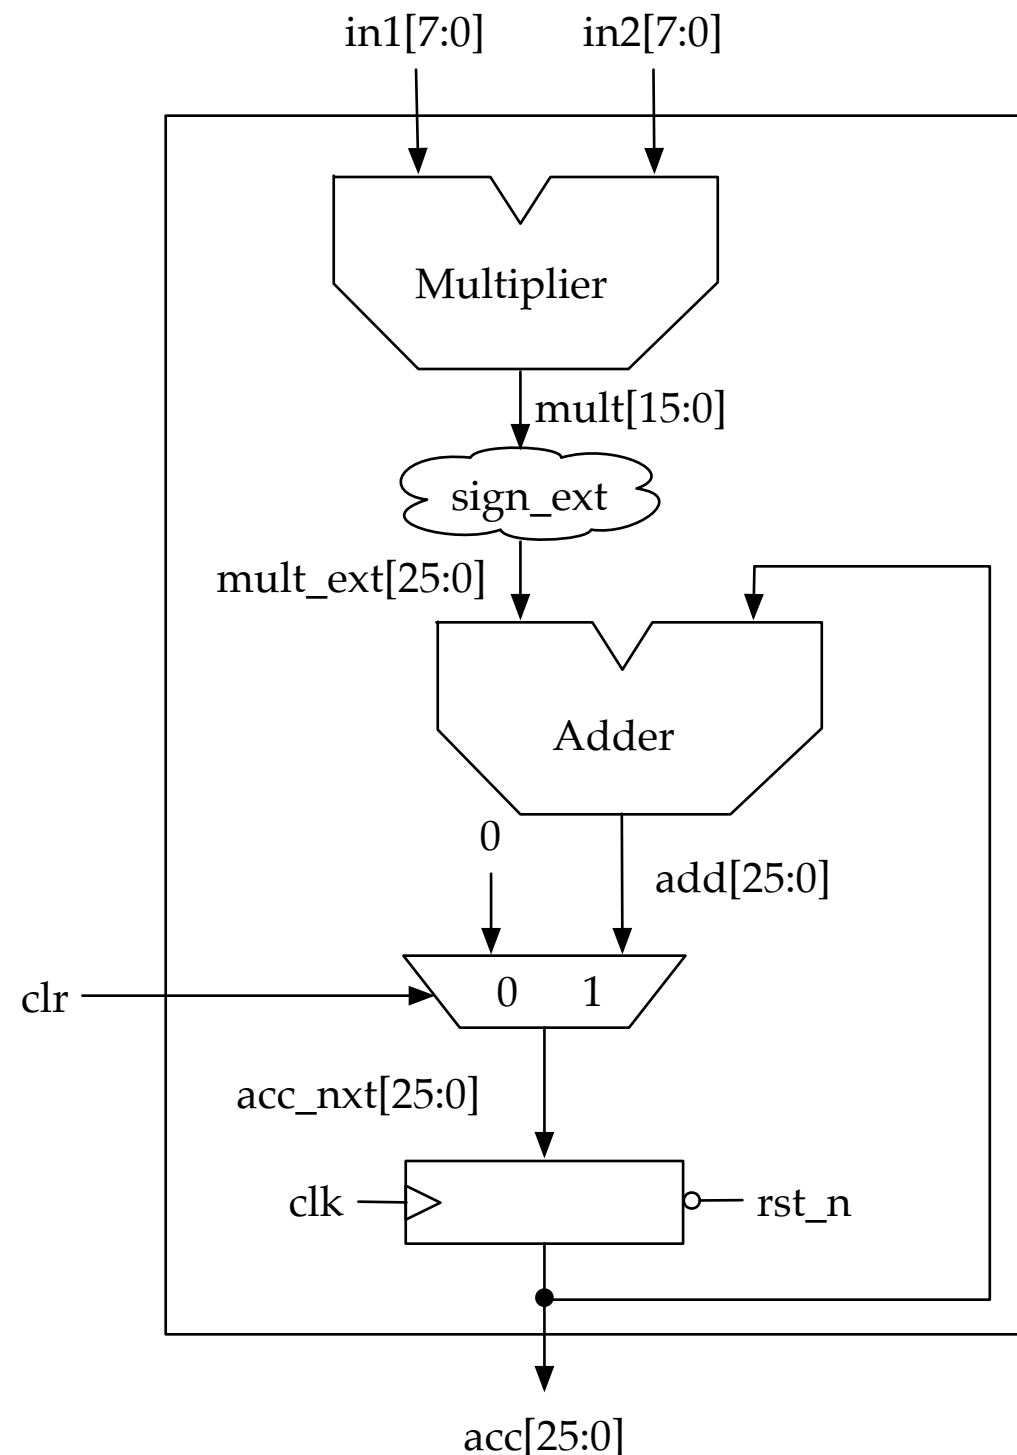 in1[7:0] in2[7:0]
Multiplier
mult[15:0]
sign_ext
mult_ext[25:0]
Adder
0
add[25:0]
clr
0 1
acc_nxt[25:0]
clk
rst_n
acc[25:0]